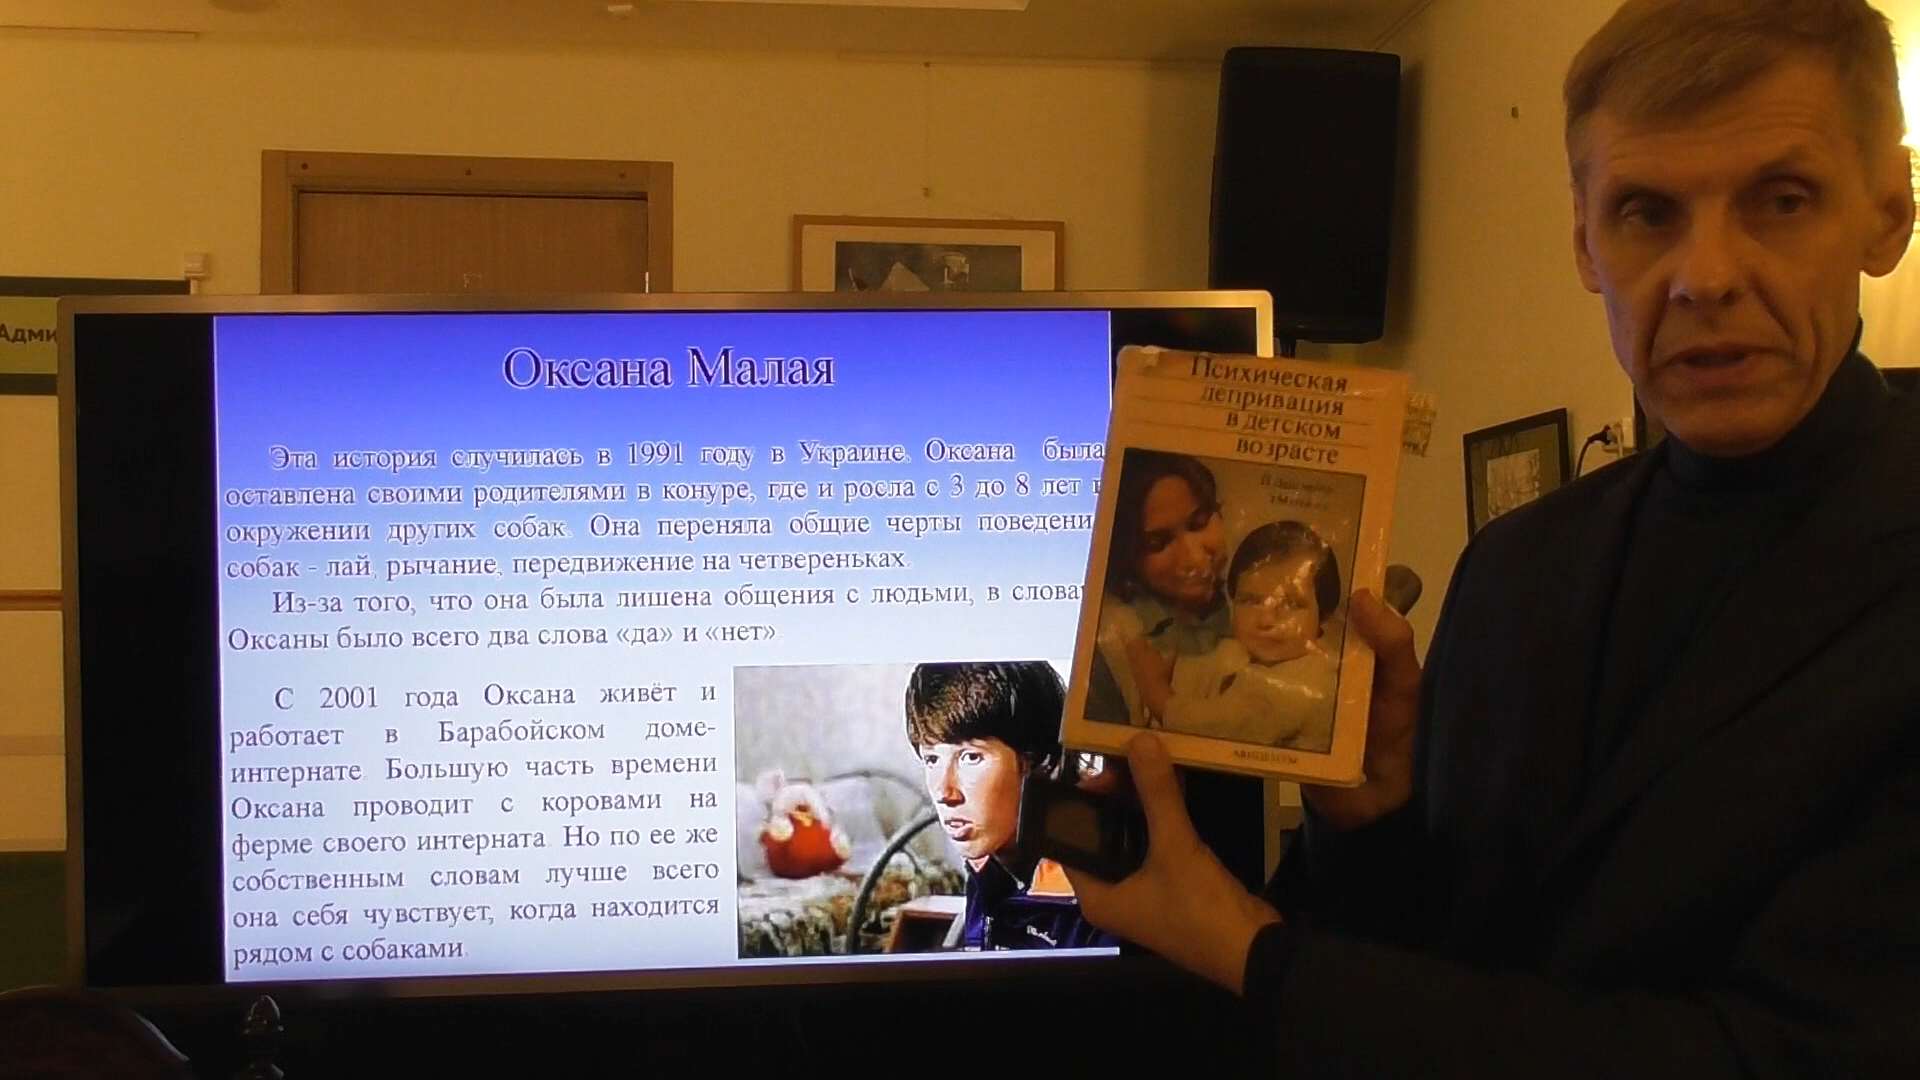 Адми
Оксана Малая
Эта история случилась в 1991 году в Украине. Оксана была
оставлена своими родителями в конуре, где и росла с 3 до 8 лет в
окружении других собак. Она переняла общие черты поведени
собак - лай, рычание, передвижение на четвереньках.
Из-за того, что она была лишена общения с людьми, в слова
Оксаны было всего два слова «да» и «нет»
С 2001 года Оксана живёт и
работает в Барабойском доме-
интернате. Большую часть времени
Оксана проводит с коровами на
ферме своего интерната. Но по ее же
собственным словам лучше всего
она себя чувствует, когда находится
рядом с собаками.
Психическая
депривация
в детском
возрасте